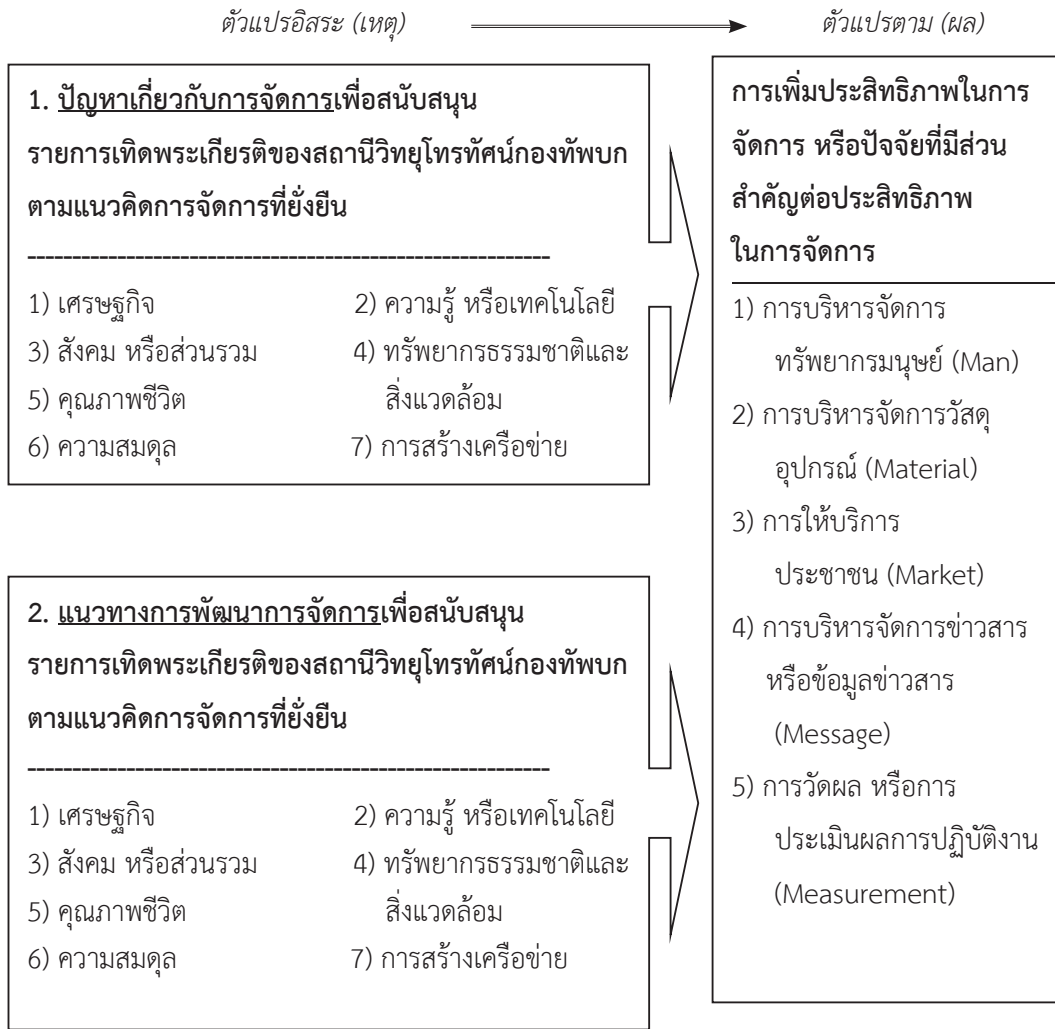 ตัวแปรอิสระ (เหตุ) ตัวแปรตาม (ผล)
1. ปัญหาเกี่ยวกับการจัดการเพื่อสนับสนุน
รายการเทิดพระเกียรติของสถานีวิทยุโทรทัศน์กองทัพบก
ตามแนวคิดการจัดการที่ยั่งยืน
----------------------------------------------------------
1) เศรษฐกิจ 2) ความรู้ หรือเทคโนโลยี
3) สังคม หรือส่วนรวม 4) ทรัพยากรธรรมชาติและ
5) คุณภาพชีวิต สิ่งแวดล้อม
6) ความสมดุล 7) การสร้างเครือข่าย
2. แนวทางการพัฒนาการจัดการเพื่อสนับสนุน
รายการเทิดพระเกียรติของสถานีวิทยุโทรทัศน์กองทัพบก
ตามแนวคิดการจัดการที่ยั่งยืน
----------------------------------------------------------
1) เศรษฐกิจ 2) ความรู้ หรือเทคโนโลยี
3) สังคม หรือส่วนรวม 4) ทรัพยากรธรรมชาติและ
5) คุณภาพชีวิต สิ่งแวดล้อม
6) ความสมดุล 7) การสร้างเครือข่าย
การเพิ่มประสิทธิภาพในการ
จัดการ หรือปัจจัยที่มีส่วน
สำคัญต่อประสิทธิภาพ
ในการจัดการ
1) การบริหารจัดการ
ทรัพยากรมนุษย์ (Man)
2) การบริหารจัดการวัสดุ
อุปกรณ์ (Material)
3) การให้บริการ
ประชาชน (Market)
4) การบริหารจัดการข่าวสาร
หรือข้อมูลข่าวสาร
(Message)
5) การวัดผล หรือการ
ประเมินผลการปฏิบัติงาน
(Measurement)